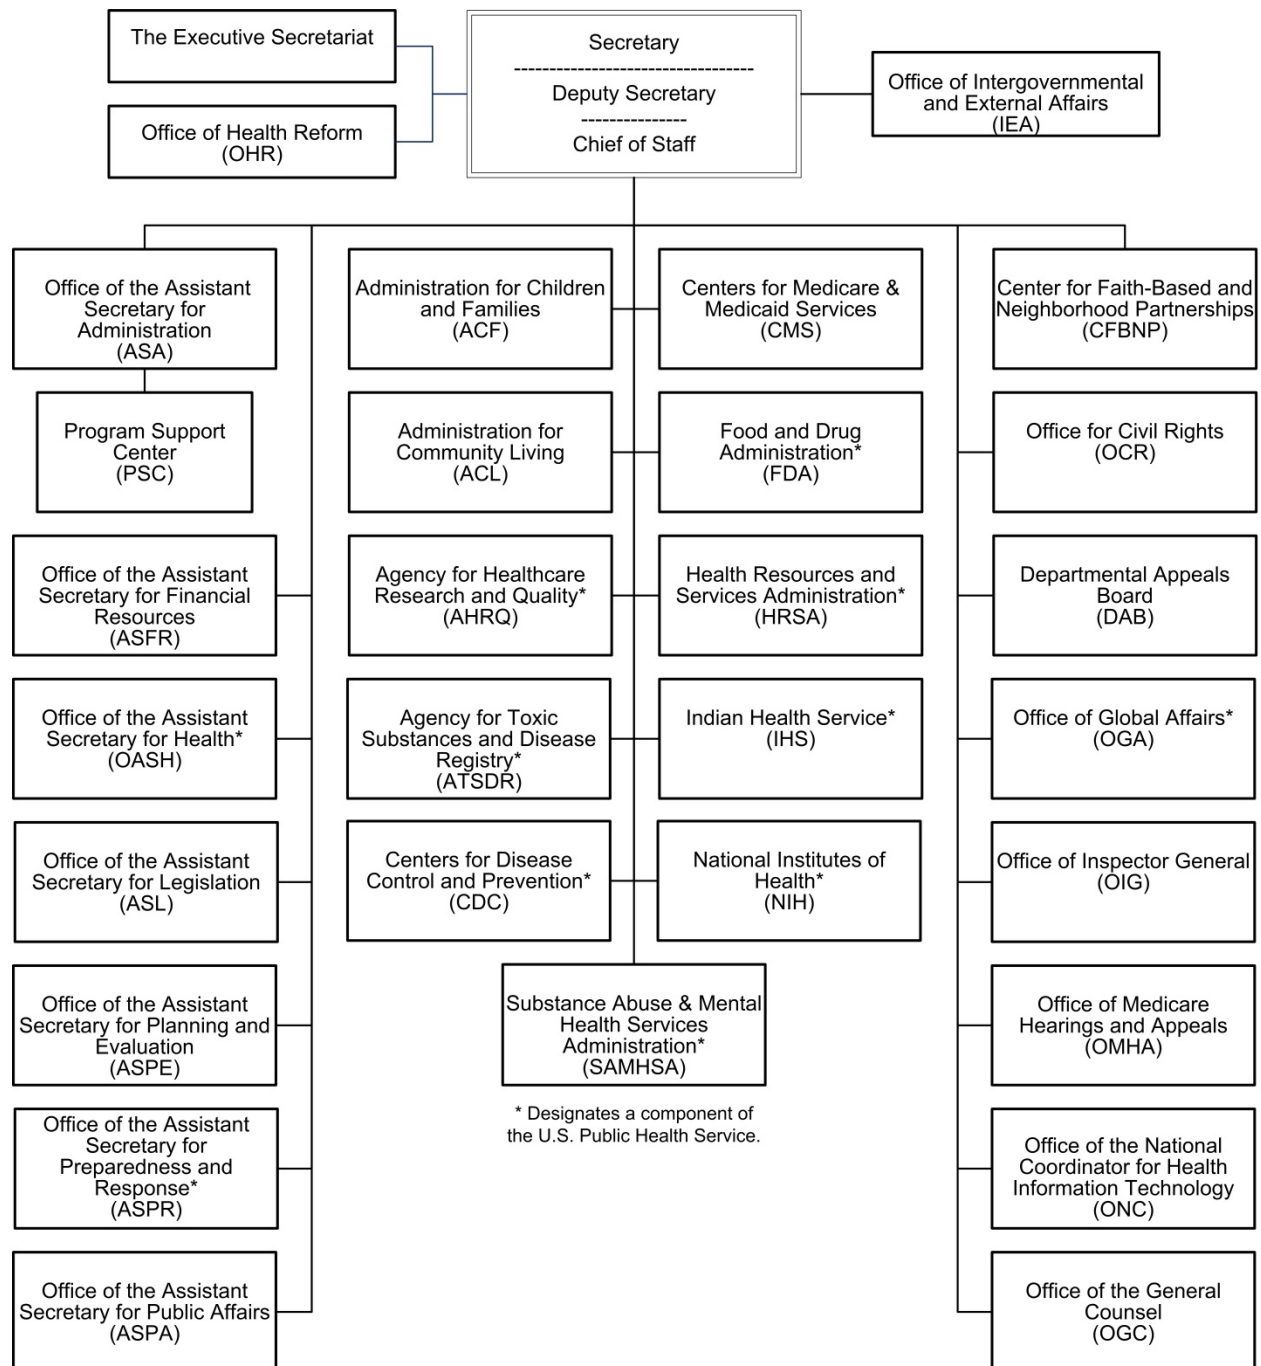 The Executive Secretariat
Office of Health Reform
(OHR)
Secretary
----------------------------------
Deputy Secretary
---------------
Chief of Staff
Office of Intergovernmental
and External Affairs
(IEA)
Office of the Assistant
Secretary for
Administration
(ASA)
Program Support
Center
(PSC)
Office of the Assistant
Secretary for Financial
Resources
(ASFR)
Office of the Assistant
Secretary for Health*
(OASH)
Office of the Assistant
Secretary for Legislation
(ASL)
Office of the Assistant
Secretary for Planning and
Evaluation
(ASPE)
Office of the Assistant
Secretary for
Preparedness and
Response*
(ASPR)
Office of the Assistant
Secretary for Public Affairs
(ASPA)
Administration for Children
and Families
(ACF)
Administration for
Community Living
(ACL)
Agency for Healthcare
Research and Quality*
(AHRQ)
Agency for Toxic
Substances and Disease
Registry*
(ATSDR)
Centers for Disease
Control and Prevention*
(CDC)
Centers for Medicare &
Medicaid Services
(CMS)
Food and Drug
Administration*
(FDA)
Health Resources and
Services Administration*
(HRSA)
Indian Health Service*
(IHS)
National Institutes of
Health*
(NIH)
Substance Abuse & Mental
Health Services
Administration*
(SAMHSA)
* Designates a component of
the U.S. Public Health Service.
Center for Faith-Based and
Neighborhood Partnerships
(CFBNP)
Office for Civil Rights
(OCR)
Departmental Appeals
Board
(DAB)
Office of Global Affairs*
(OGA)
Office of Inspector General
(OIG)
Office of Medicare
Hearings and Appeals
(OMHA)
Office of the National
Coordinator for Health
Information Technology
(ONC)
Office of the General
Counsel
(OGC)